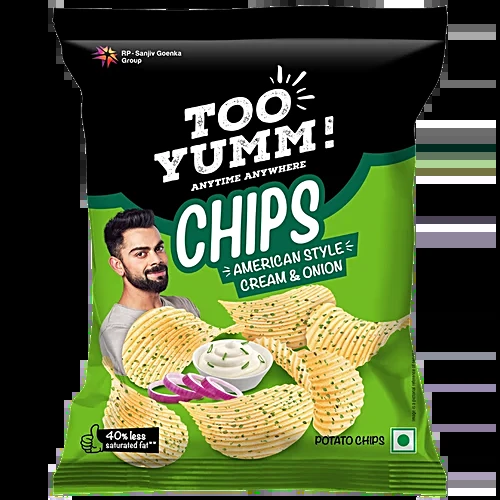 RP-Sanjiv Goenka
Group
TOO
YUMM!
ANYTIME ANYWHERE
CHIPS
AMERICAN STYLE
CREAM & ONION
40% less
saturated fat**
POTATO CHIPS